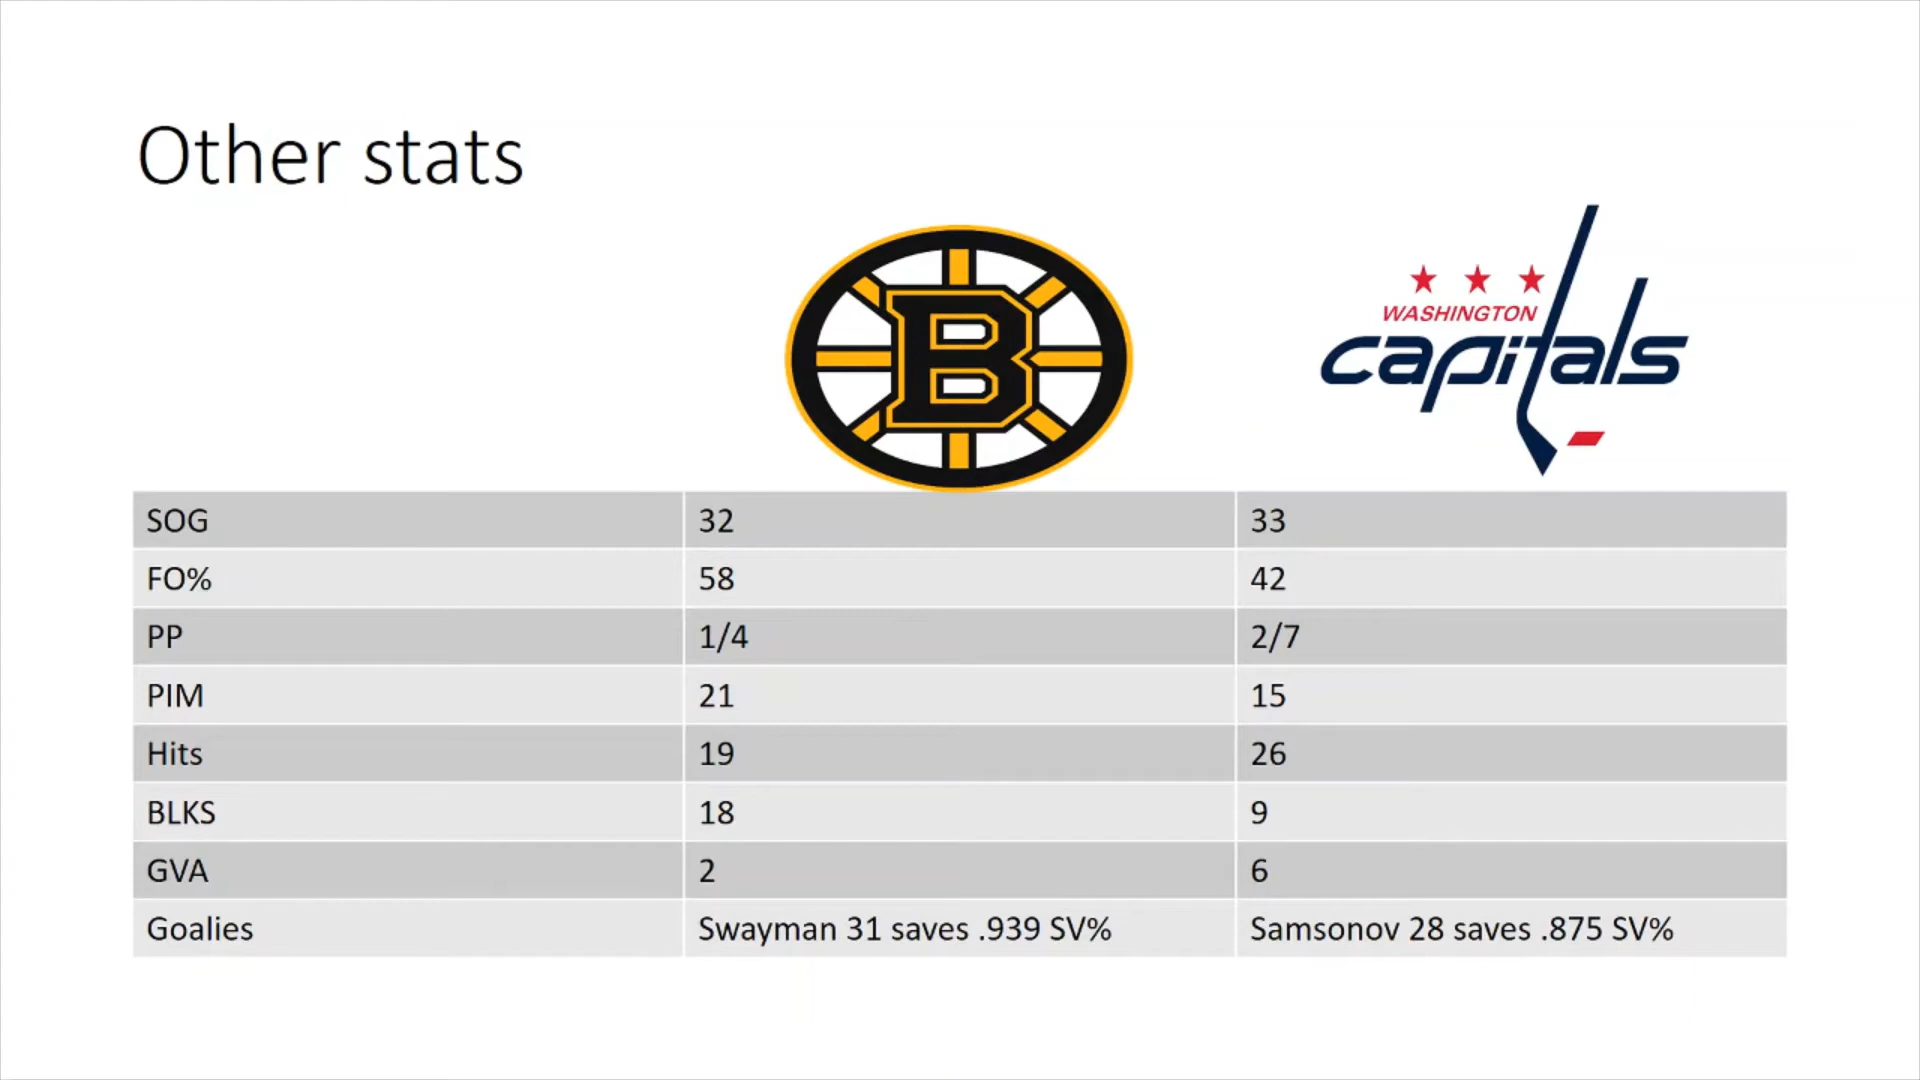 Other stats
B
WASHINGTON
capitals
SOG 32 33
FO% 58 42
PP 1/4 2/7
PIM 21 15
Hits 19 26
BLKS 18 9
GVA 2 6
Goalies Swayman 31 saves .939 SV% Samsonov 28 saves .875 SV%